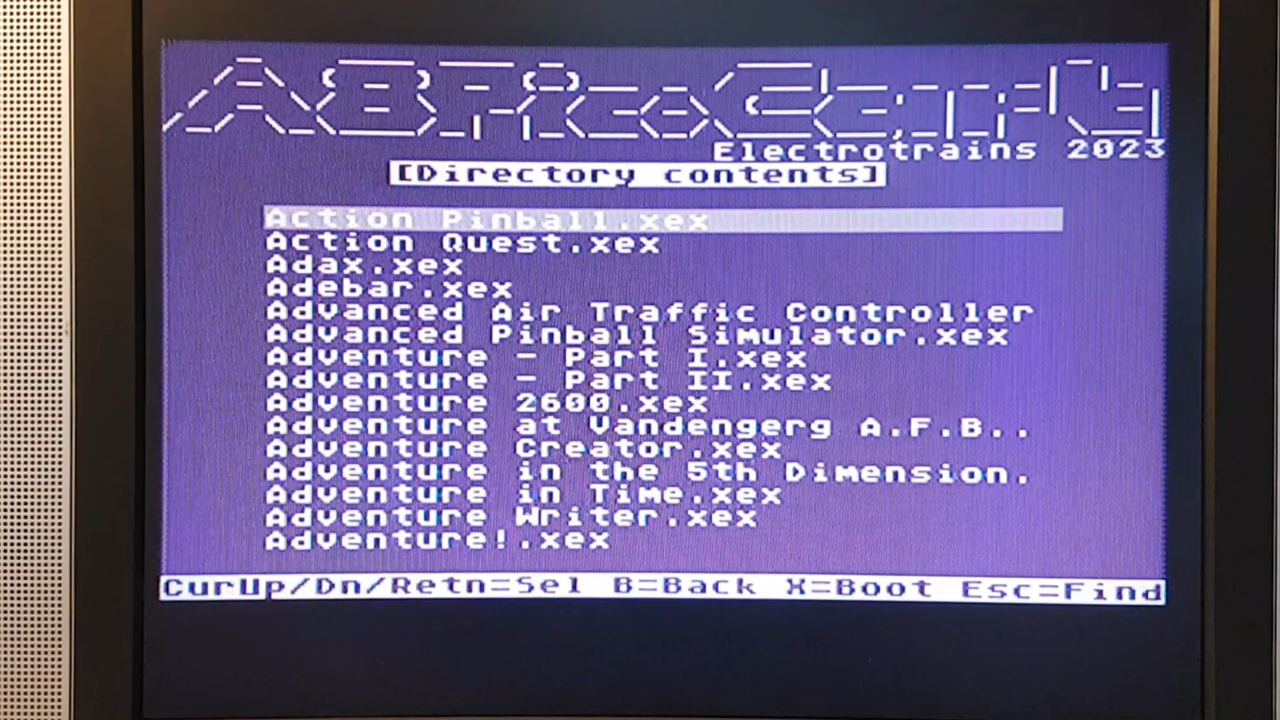 A8PicoCart
Electrotrains 2023
[Directory contents]
Action Pinball.xex
Action Quest.xex
Adax.xex
Adebar.xex
Advanced Air Traffic Controller
Advanced Pinball Simulator.xex
Adventure - Part I.xex
Adventure - Part II.xex
Adventure 2600.xex
Adventure at Vandengerg A.F.B..
Adventure Creator.xex
Adventure in the 5th Dimension.
Adventure in Time.xex
Adventure Writer.xex
Adventure!.xex
CurUp/Dn/Retn=Sel B=Back X=Boot Esc=Find